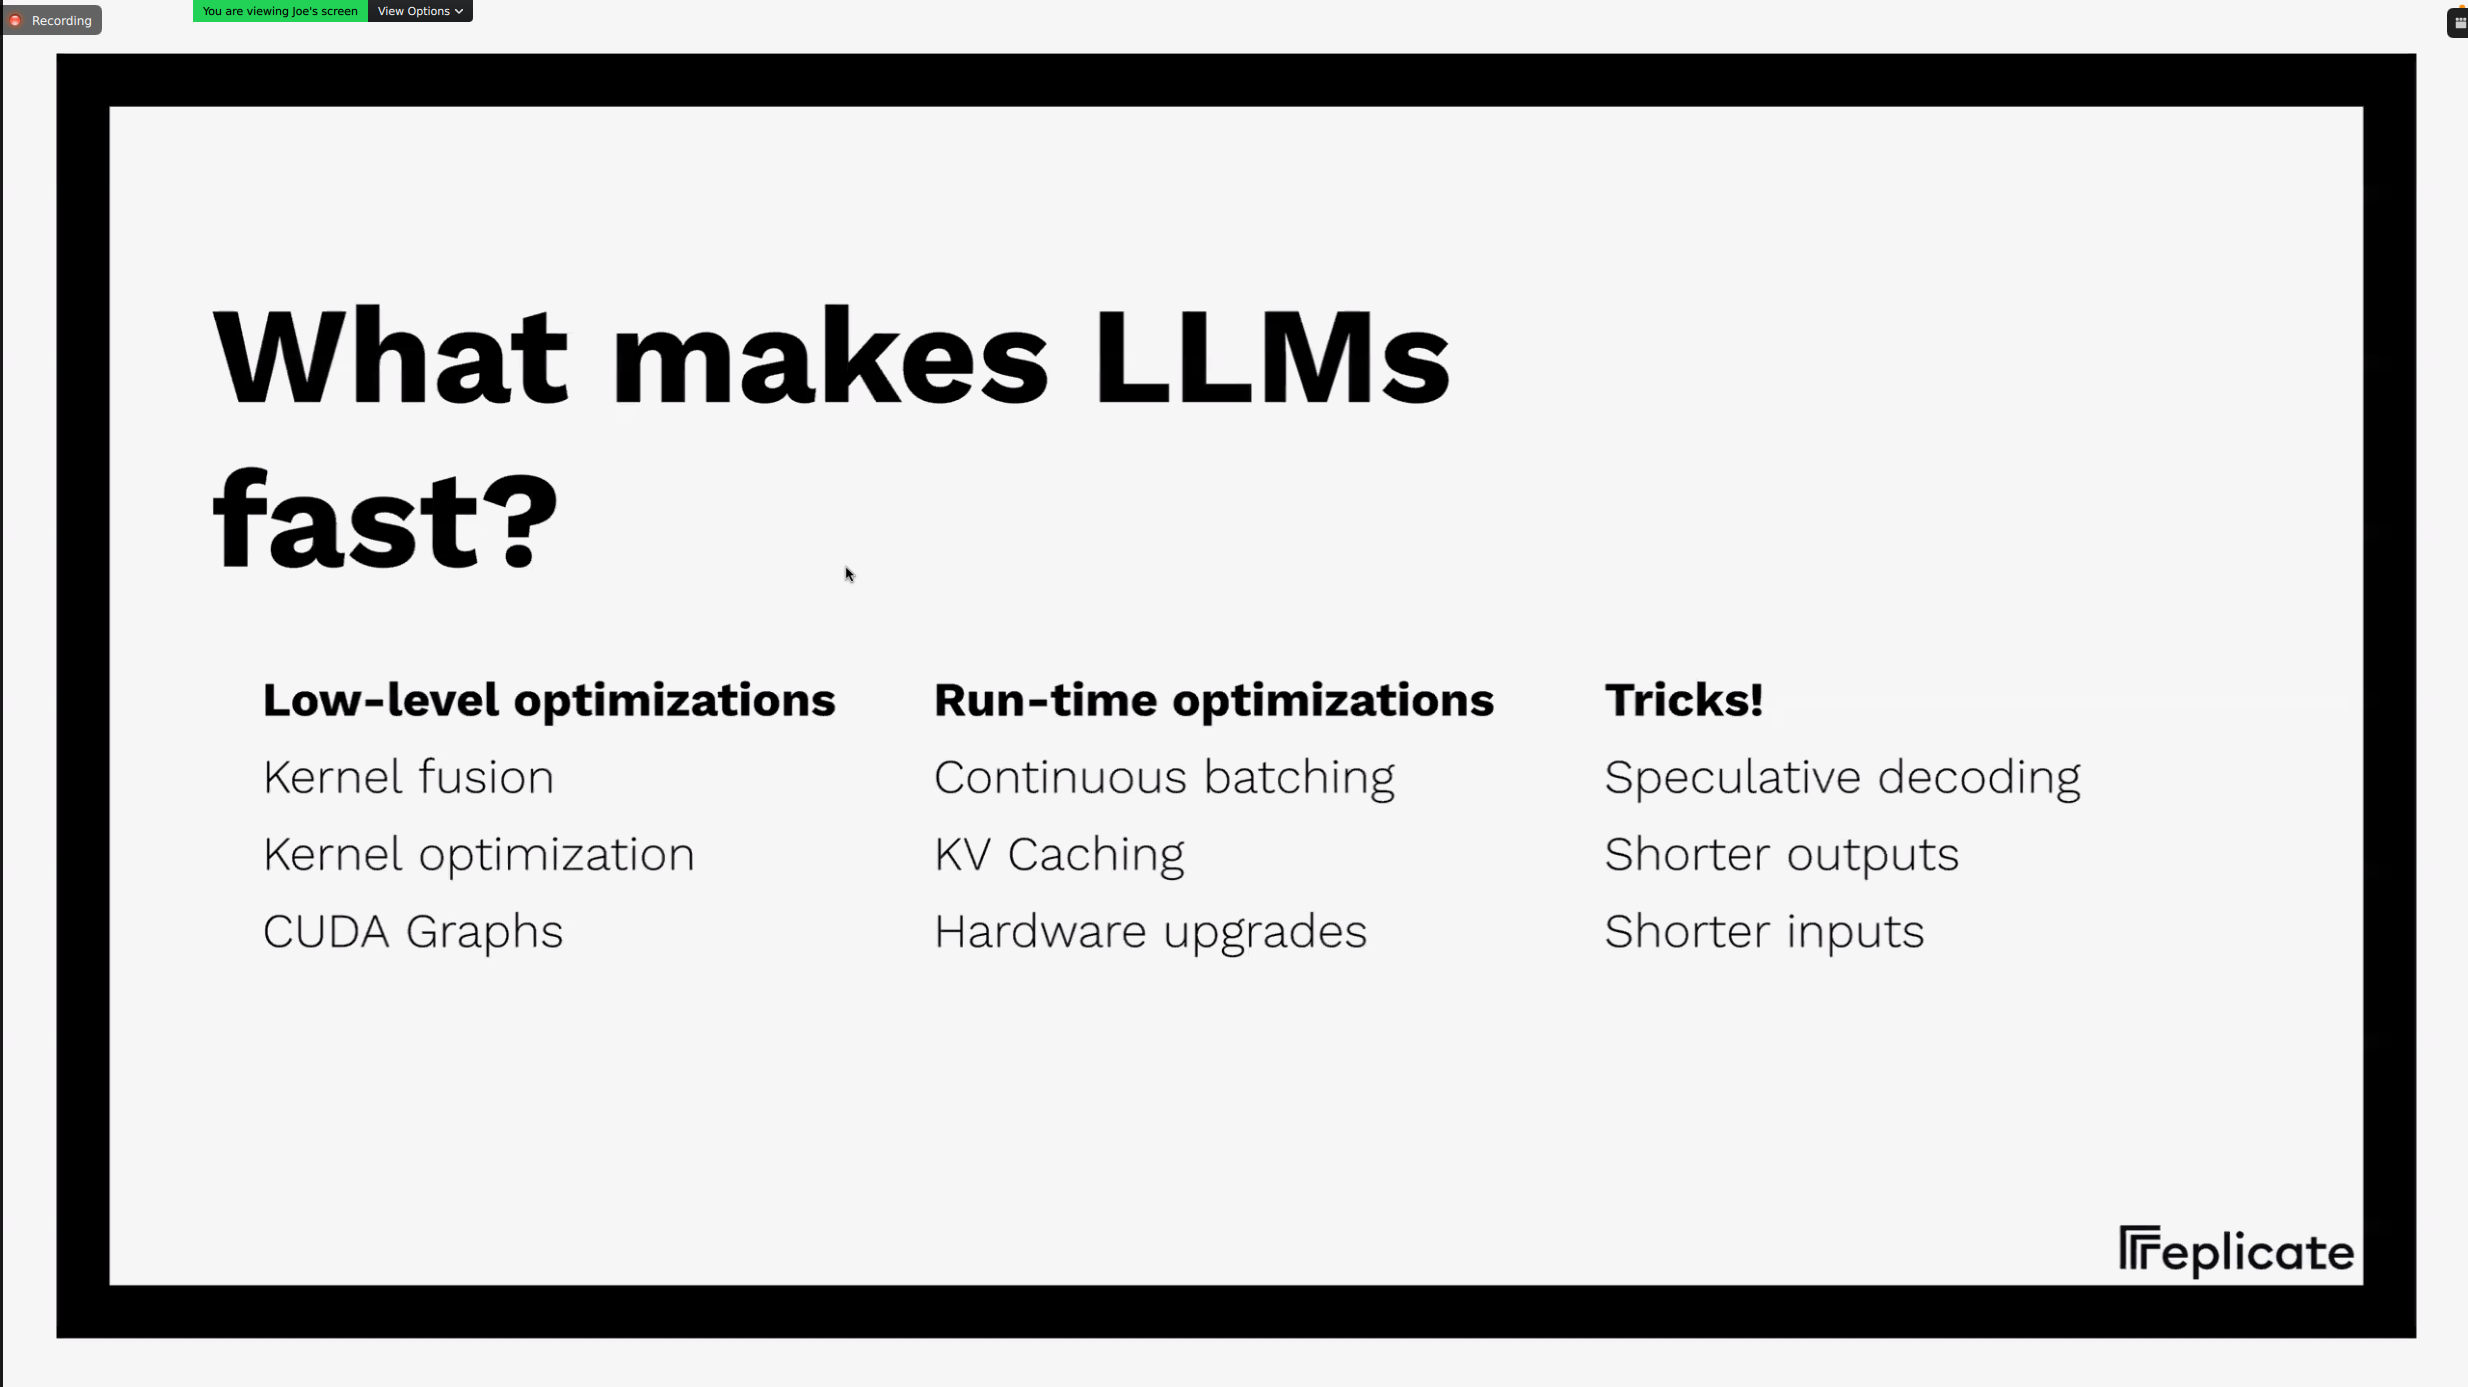 Recording
You are viewing Joe's screen
View Options
What makes LLMs
fast?
Low-level optimizations
Kernel fusion
Kernel optimization
CUDA Graphs
Run-time optimizations
Continuous batching
KV Caching
Hardware upgrades
Tricks!
Speculative decoding
Shorter outputs
Shorter inputs
replicate